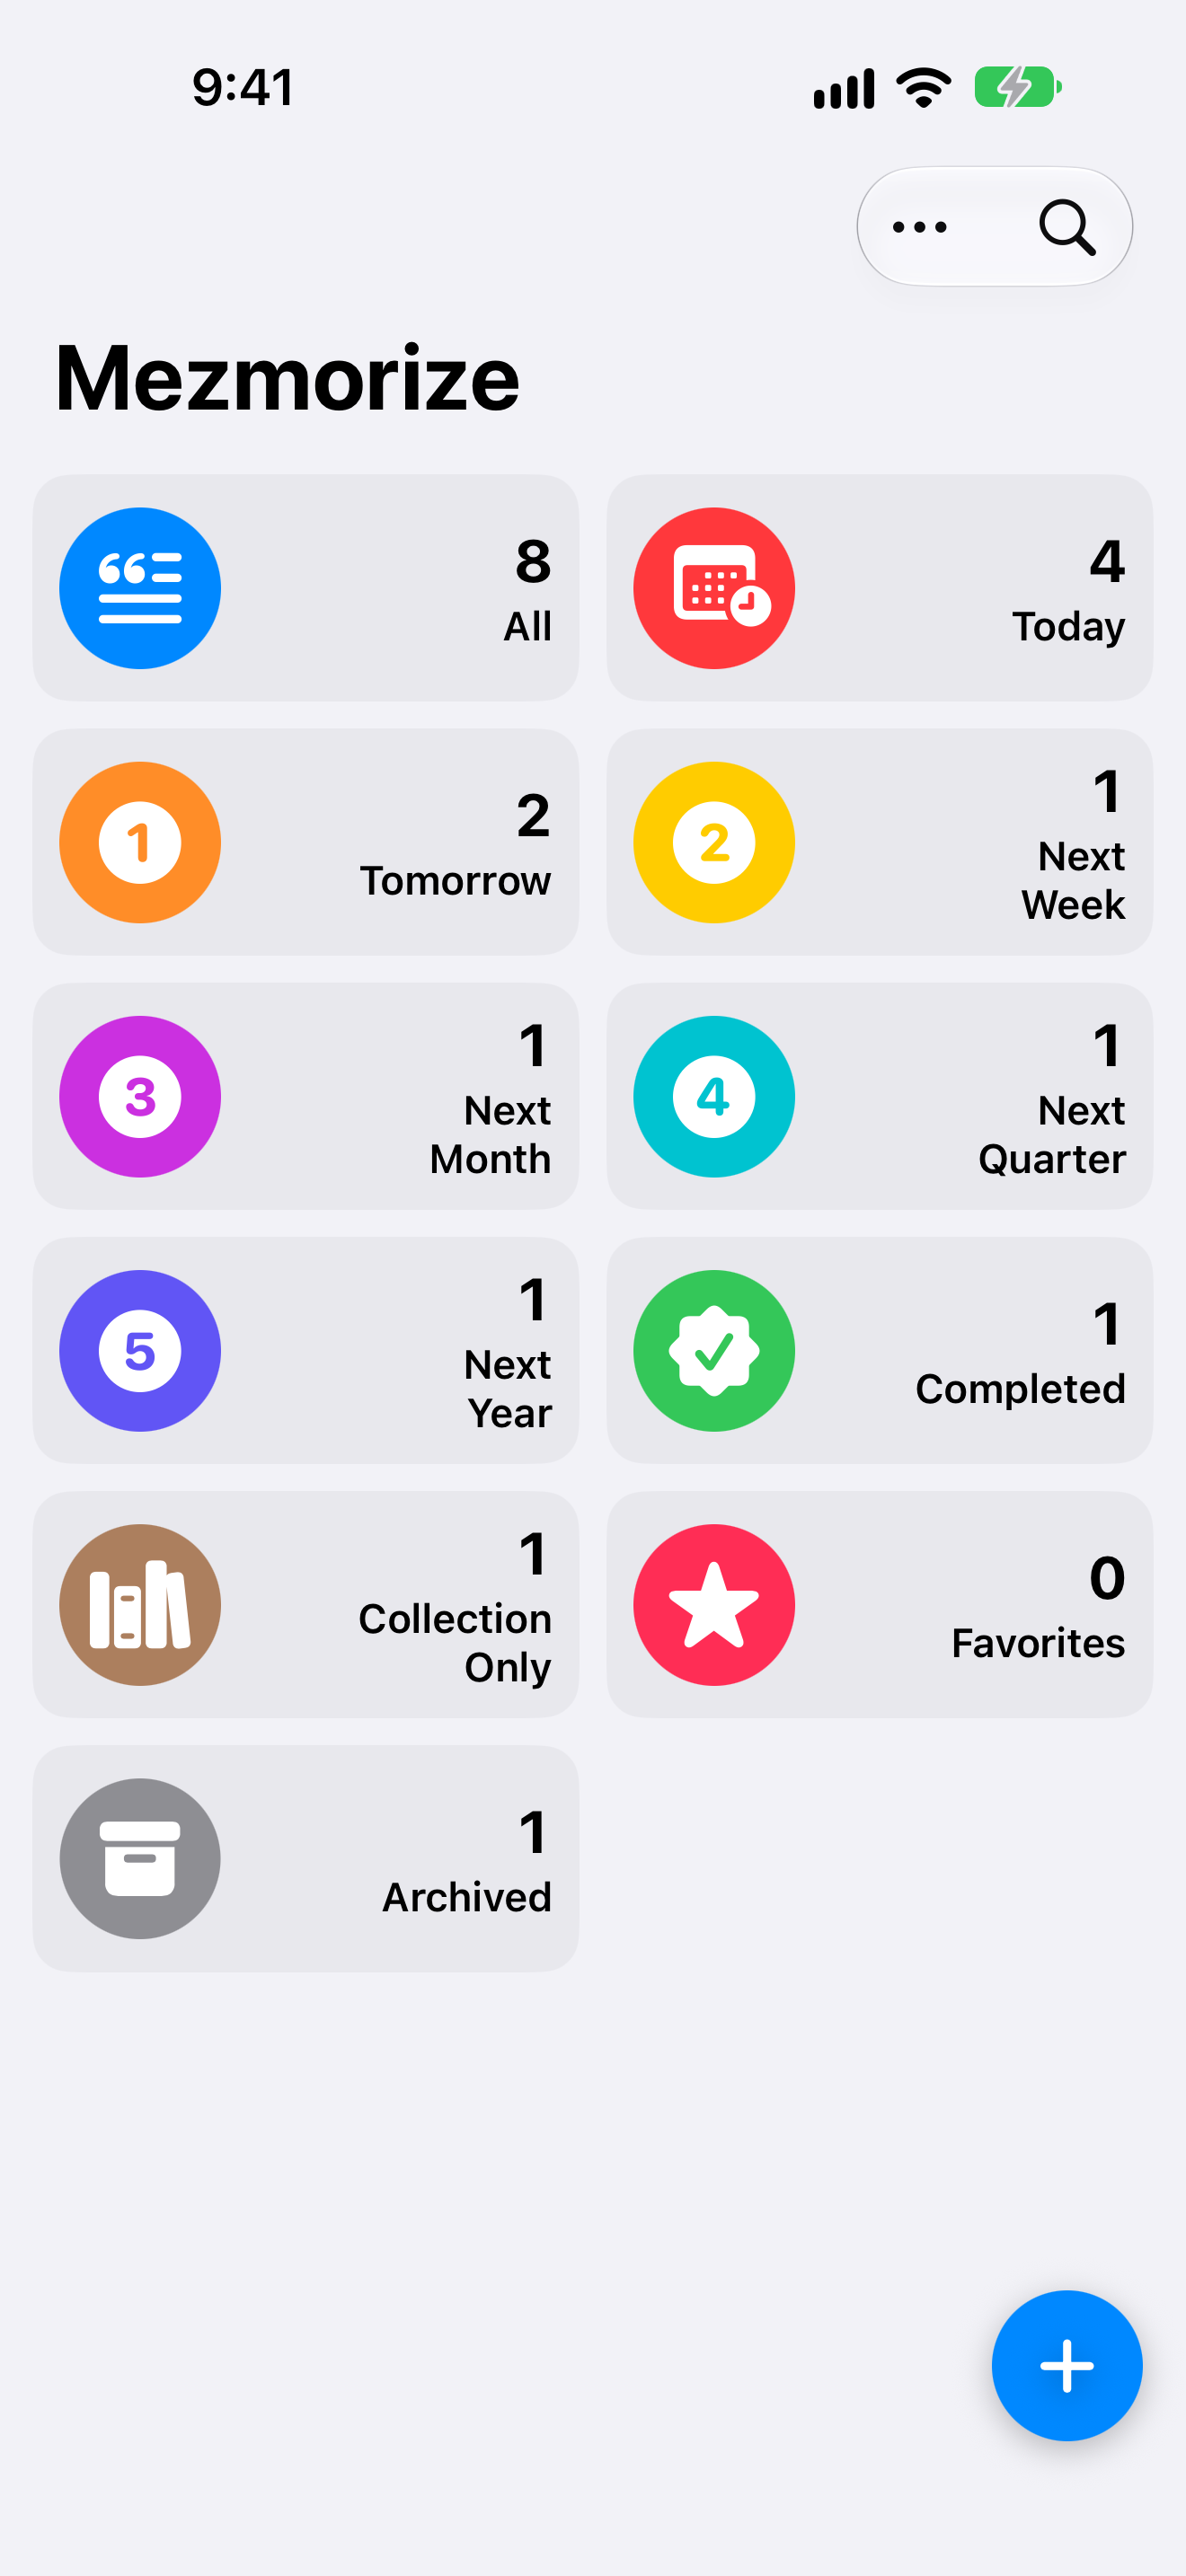 9:41
Mezmorize
8
All
4
Today
1
2
Tomorrow
2
1
Next
Week
3
1
Next
Month
4
1
Next
Quarter
5
1
Next
Year
1
Completed
1
Collection
Only
0
Favorites
1
Archived